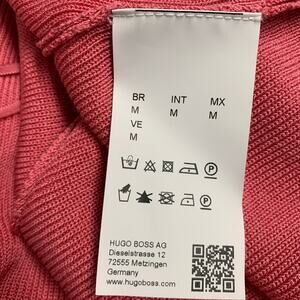 BR INT MX
M M M
VE
M
P
P
HUGO BOSS AG
Dieselstrasse 12
72555 Metzingen
Germany
www.hugoboss.com